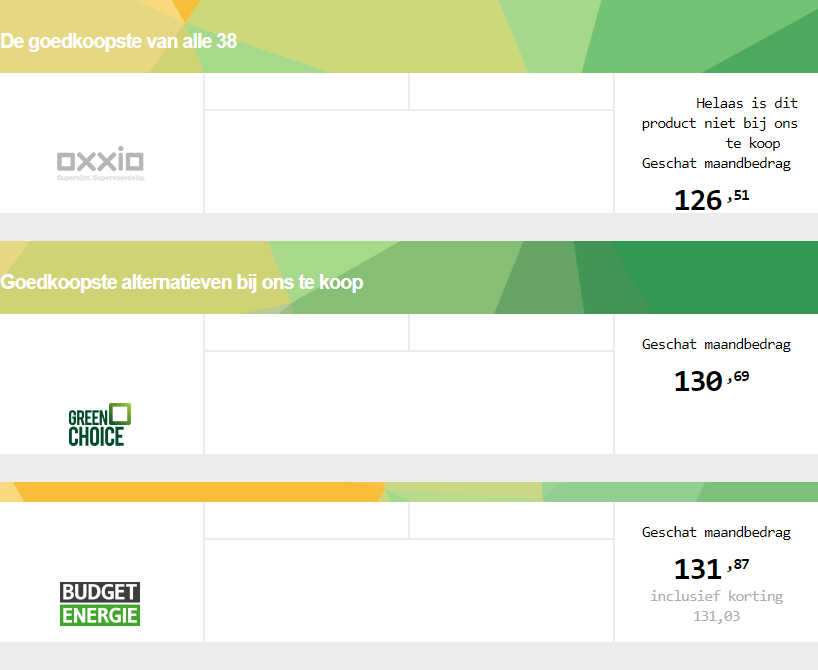 De goedkoopste van alle 38
Helaas is dit
product niet bij ons
te koop
oxxio
Superslim. Supervoordelig.
Geschat maandbedrag
126,51
Goedkoopste alternatieven bij ons te koop
Geschat maandbedrag
130,69
GREEN
CHOICE
Geschat maandbedrag
131,87
BUDGET
ENERGIE
inclusief korting
131,03